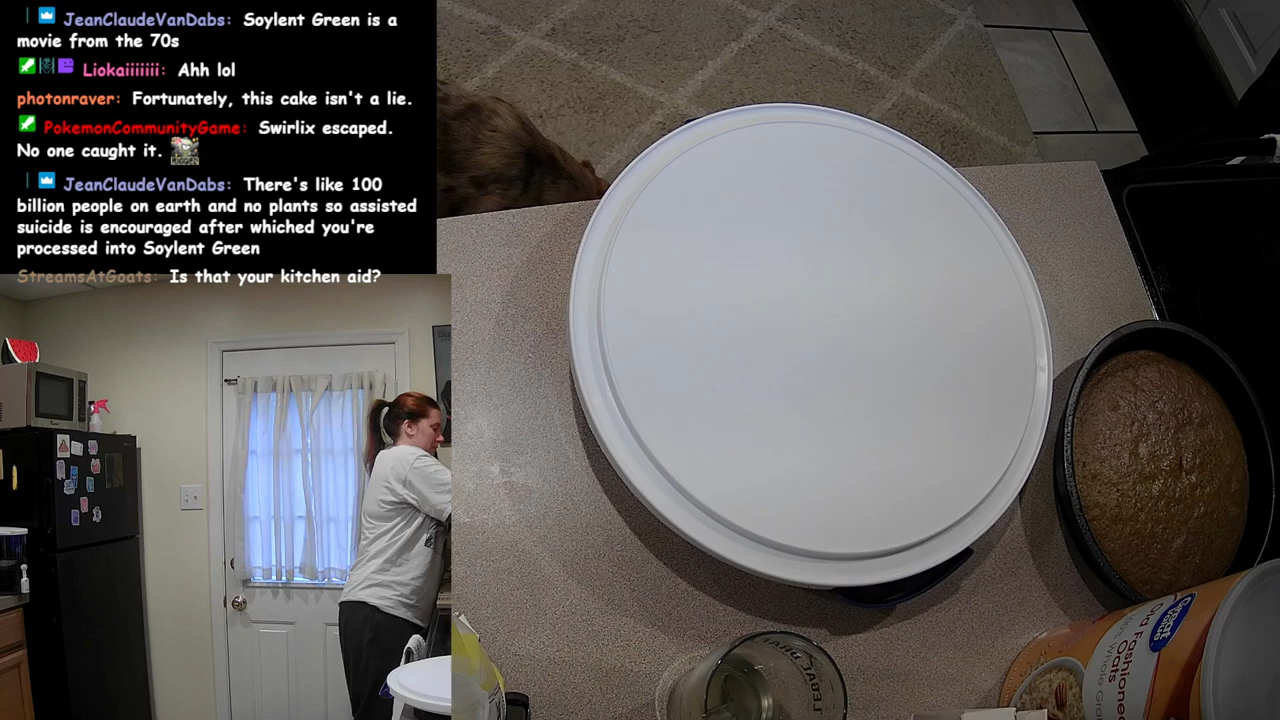 JeanClaudeVanDabs: Soylent Green is a
movie from the 70s
Liokaiiiiiii: Ahh lol
photonraver: Fortunately, this cake isn't a lie.
PokemonCommunityGame: Swirlix escaped.
No one caught it.
JeanClaudeVanDabs: There's like 100
billion people on earth and no plants so assisted
suicide is encouraged after whiched you're
processed into Soylent Green
StreamsAtGoats: Is that your kitchen aid?
Great Value
Old Fashioned
Oats
100% Whole Grain